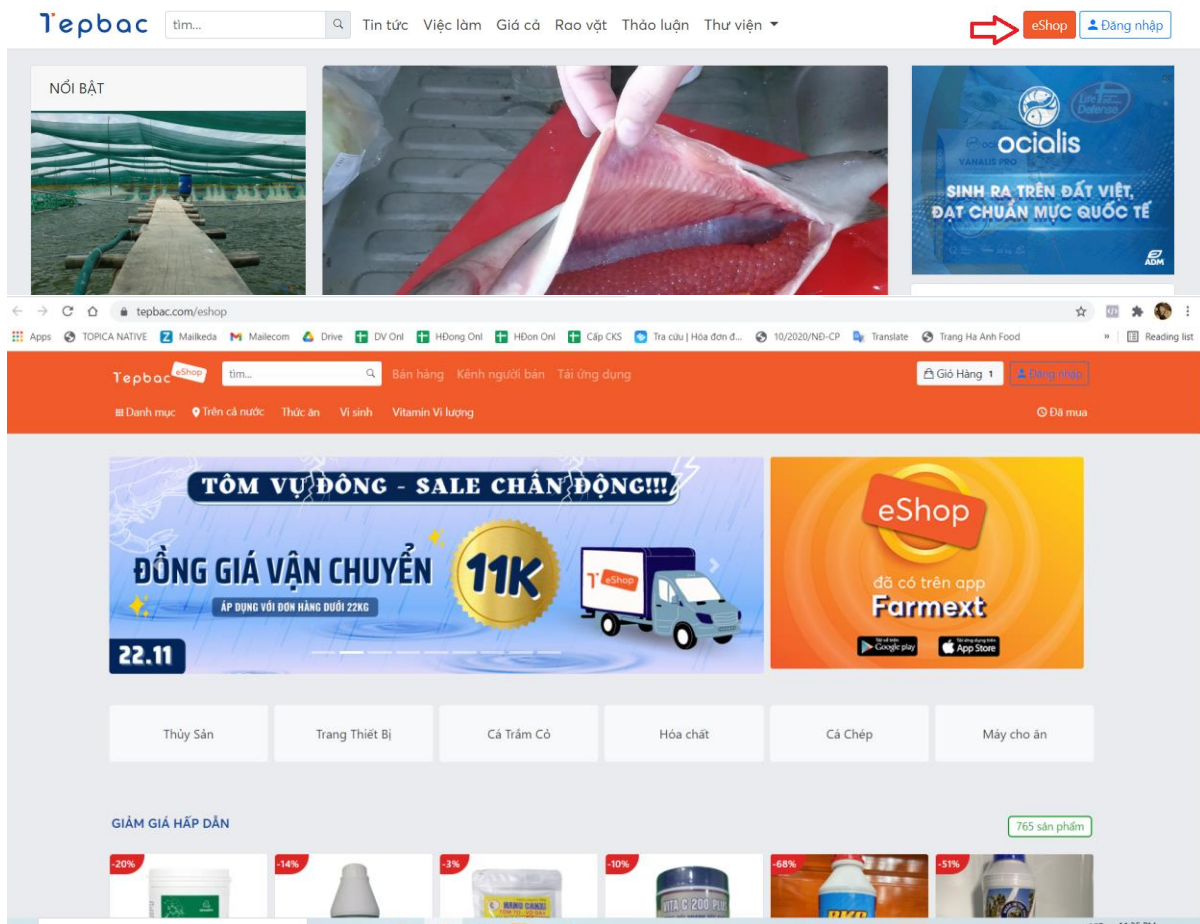 Tepbac tìm... Tin tức Việc làm Giá cả Rao vặt Thảo luận Thư viện eShop Đăng nhập
NỔI BẬT
ocialis
VANALIS PRO
SINH RA TRÊN ĐẤT VIỆT,
ĐẠT CHUẨN MỰC QUỐC TẾ
ADM
tepbac.com/eshop
Apps TOPICA NATIVE Mailkeda Mailecom Drive DV Onl HĐong Onl HĐon Onl Cấp CKS Tra cứu | Hóa đơn đ... 10/2020/NĐ-CP Translate Trang Ha Anh Food » Reading list
Tepbac eShop tìm... Bán hàng Kênh người bán Tải ứng dụng Giỏ Hàng 1 Đăng nhập
Danh mục Trên cả nước Thức ăn Vi sinh Vitamin Vi lượng Đã mua
TÔM VỤ ĐÔNG - SALE CHẤN ĐỘNG!!!
ĐỒNG GIÁ VẬN CHUYỂN
11K
ÁP DỤNG VỚI ĐƠN HÀNG DƯỚI 22KG
22.11
eShop
eShop
đã có trên app
Farmext
Google play
App Store
Thủy Sản Trang Thiết Bị Cá Trắm Cỏ Hóa chất Cá Chép Máy cho ăn
GIẢM GIÁ HẤP DẪN 765 sản phẩm
-20% -14% -3% -10% -68% -51%
NANO CANXI
VITA C 200 PLUS